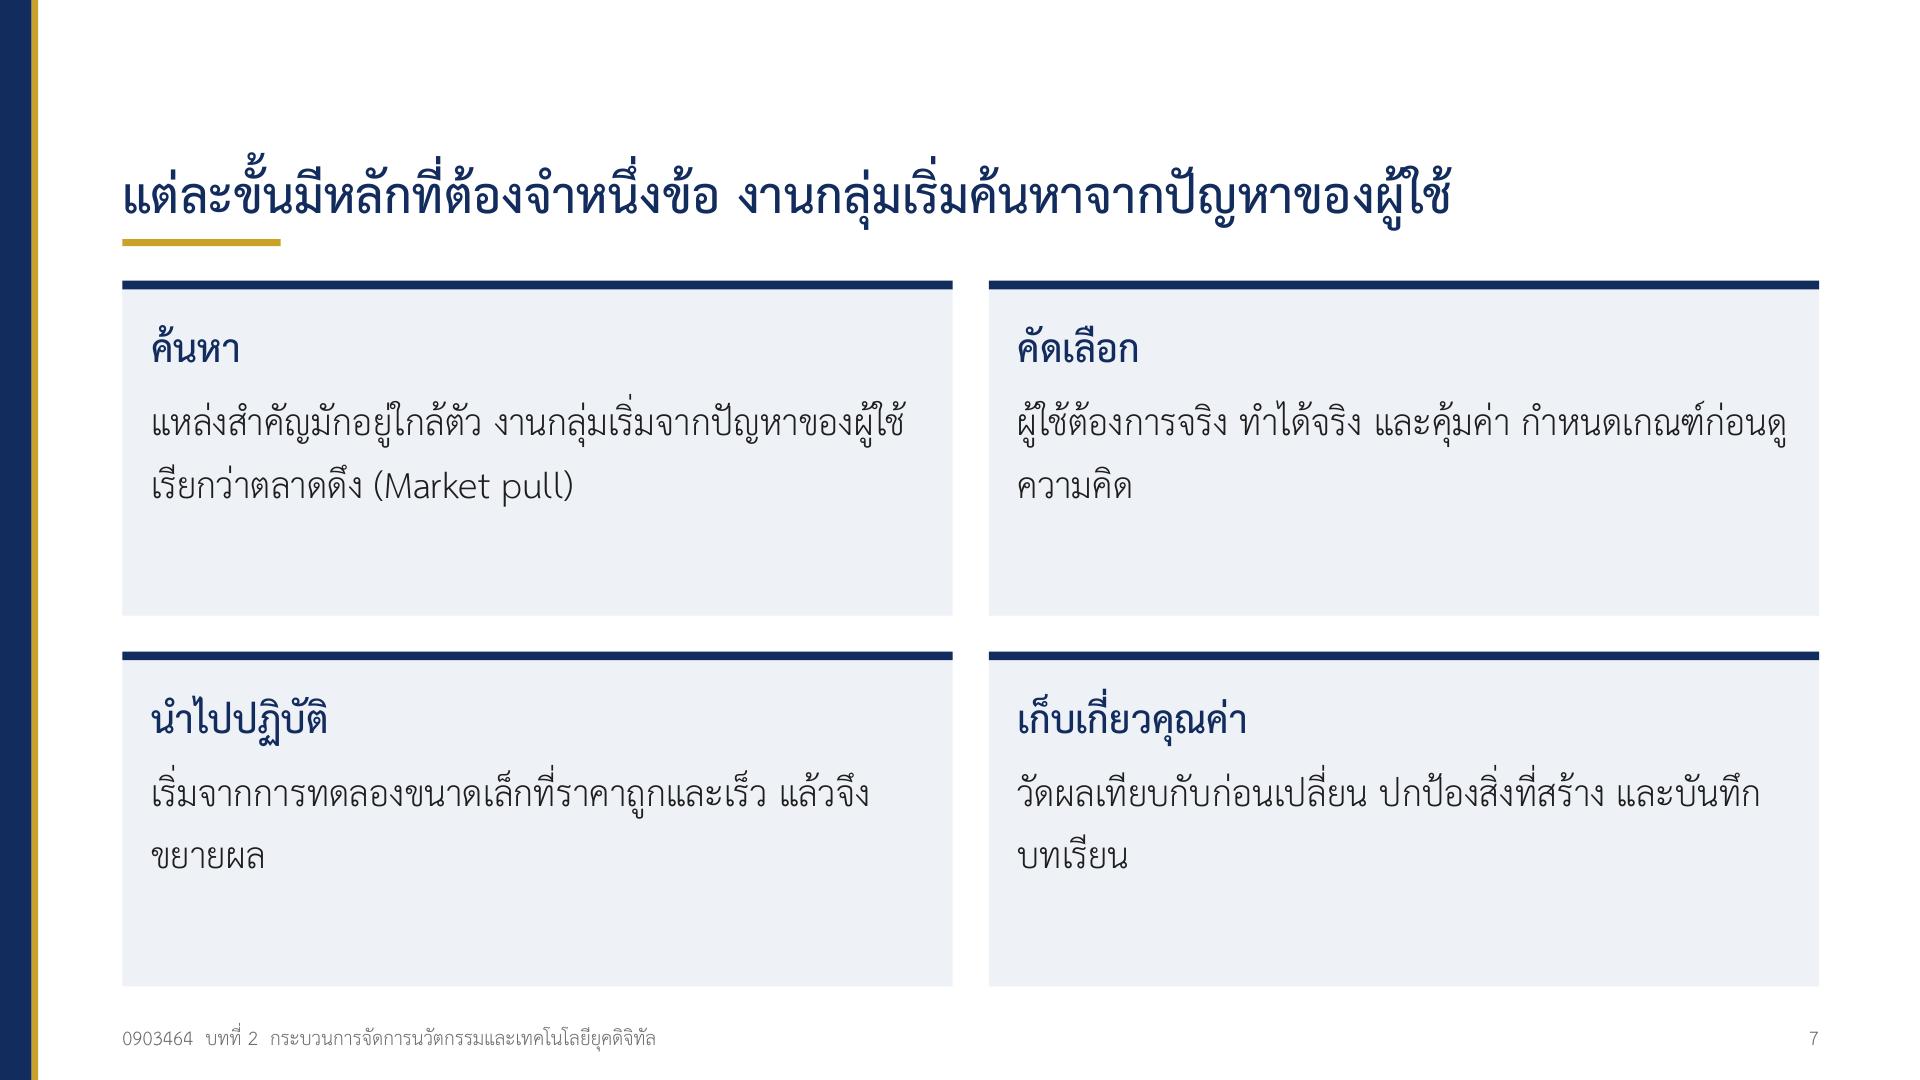 แต่ละขั้นมีหลักที่ต้องจำหนึ่งข้อ งานกลุ่มเริ่มค้นหาจากปัญหาของผู้ใช้
ค้นหา
แหล่งสำคัญมักอยู่ใกล้ตัว งานกลุ่มเริ่มจากปัญหาของผู้ใช้
เรียกว่าตลาดดึง (Market pull)
คัดเลือก
ผู้ใช้ต้องการจริง ทำได้จริง และคุ้มค่า กำหนดเกณฑ์ก่อนดู
ความคิด
นำไปปฏิบัติ
เริ่มจากการทดลองขนาดเล็กที่ราคาถูกและเร็ว แล้วจึง
ขยายผล
เก็บเกี่ยวคุณค่า
วัดผลเทียบกับก่อนเปลี่ยน ปกป้องสิ่งที่สร้าง และบันทึก
บทเรียน
0903464 บทที่ 2 กระบวนการจัดการนวัตกรรมและเทคโนโลยียุคดิจิทัล
7